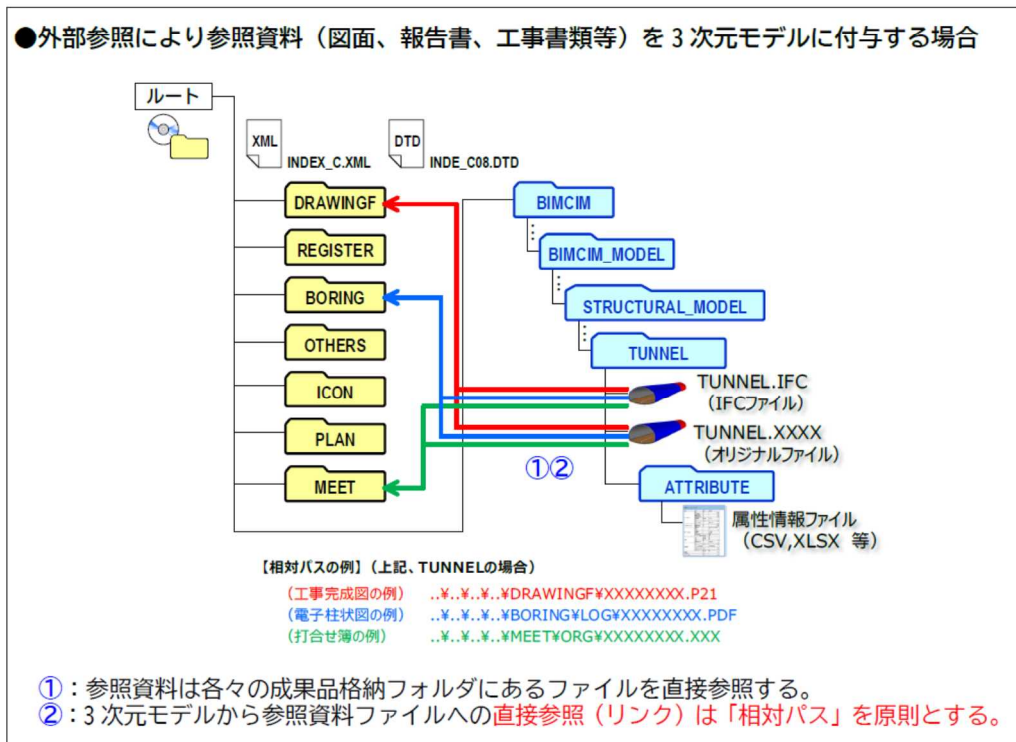 ●外部参照により参照資料（図面、報告書、工事書類等）を３次元モデルに付与する場合
ルート
XML
INDEX_C.XML
DTD
INDE_C08.DTD
DRAWINGF
REGISTER
BORING
OTHERS
ICON
PLAN
MEET
BIMCIM
BIMCIM_MODEL
STRUCTURAL_MODEL
TUNNEL
TUNNEL.IFC
（IFCファイル）
TUNNEL.XXXX
（オリジナルファイル）
①②
ATTRIBUTE
属性情報ファイル
（CSV,XLSX 等）
【相対パスの例】（上記、TUNNELの場合）
（工事完成図の例） ..¥..¥..¥..¥DRAWINGF¥XXXXXXXX.P21
（電子柱状図の例） ..¥..¥..¥..¥BORING¥LOG¥XXXXXXXX.PDF
（打合せ簿の例） ..¥..¥..¥..¥MEET¥ORG¥XXXXXXXX.XXX
①：参照資料は各々の成果品格納フォルダにあるファイルを直接参照する。
②：３次元モデルから参照資料ファイルへの直接参照（リンク）は「相対パス」を原則とする。